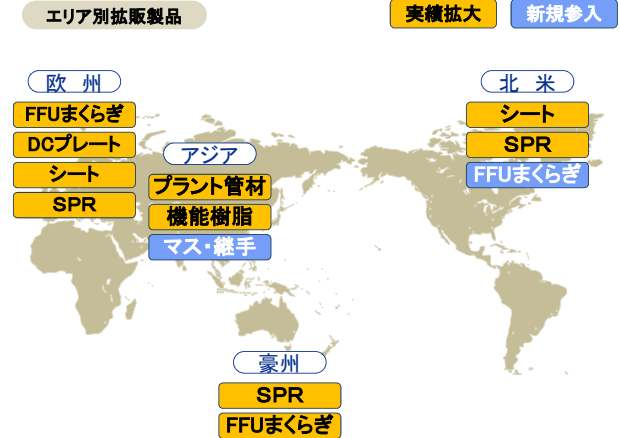 エリア別拡販製品
実績拡大
新規参入
欧 州
FFUまくらぎ
DCプレート
シート
SPR
アジア
プラント管材
機能樹脂
マス・継手
北 米
シート
SPR
FFUまくらぎ
豪州
SPR
FFUまくらぎ